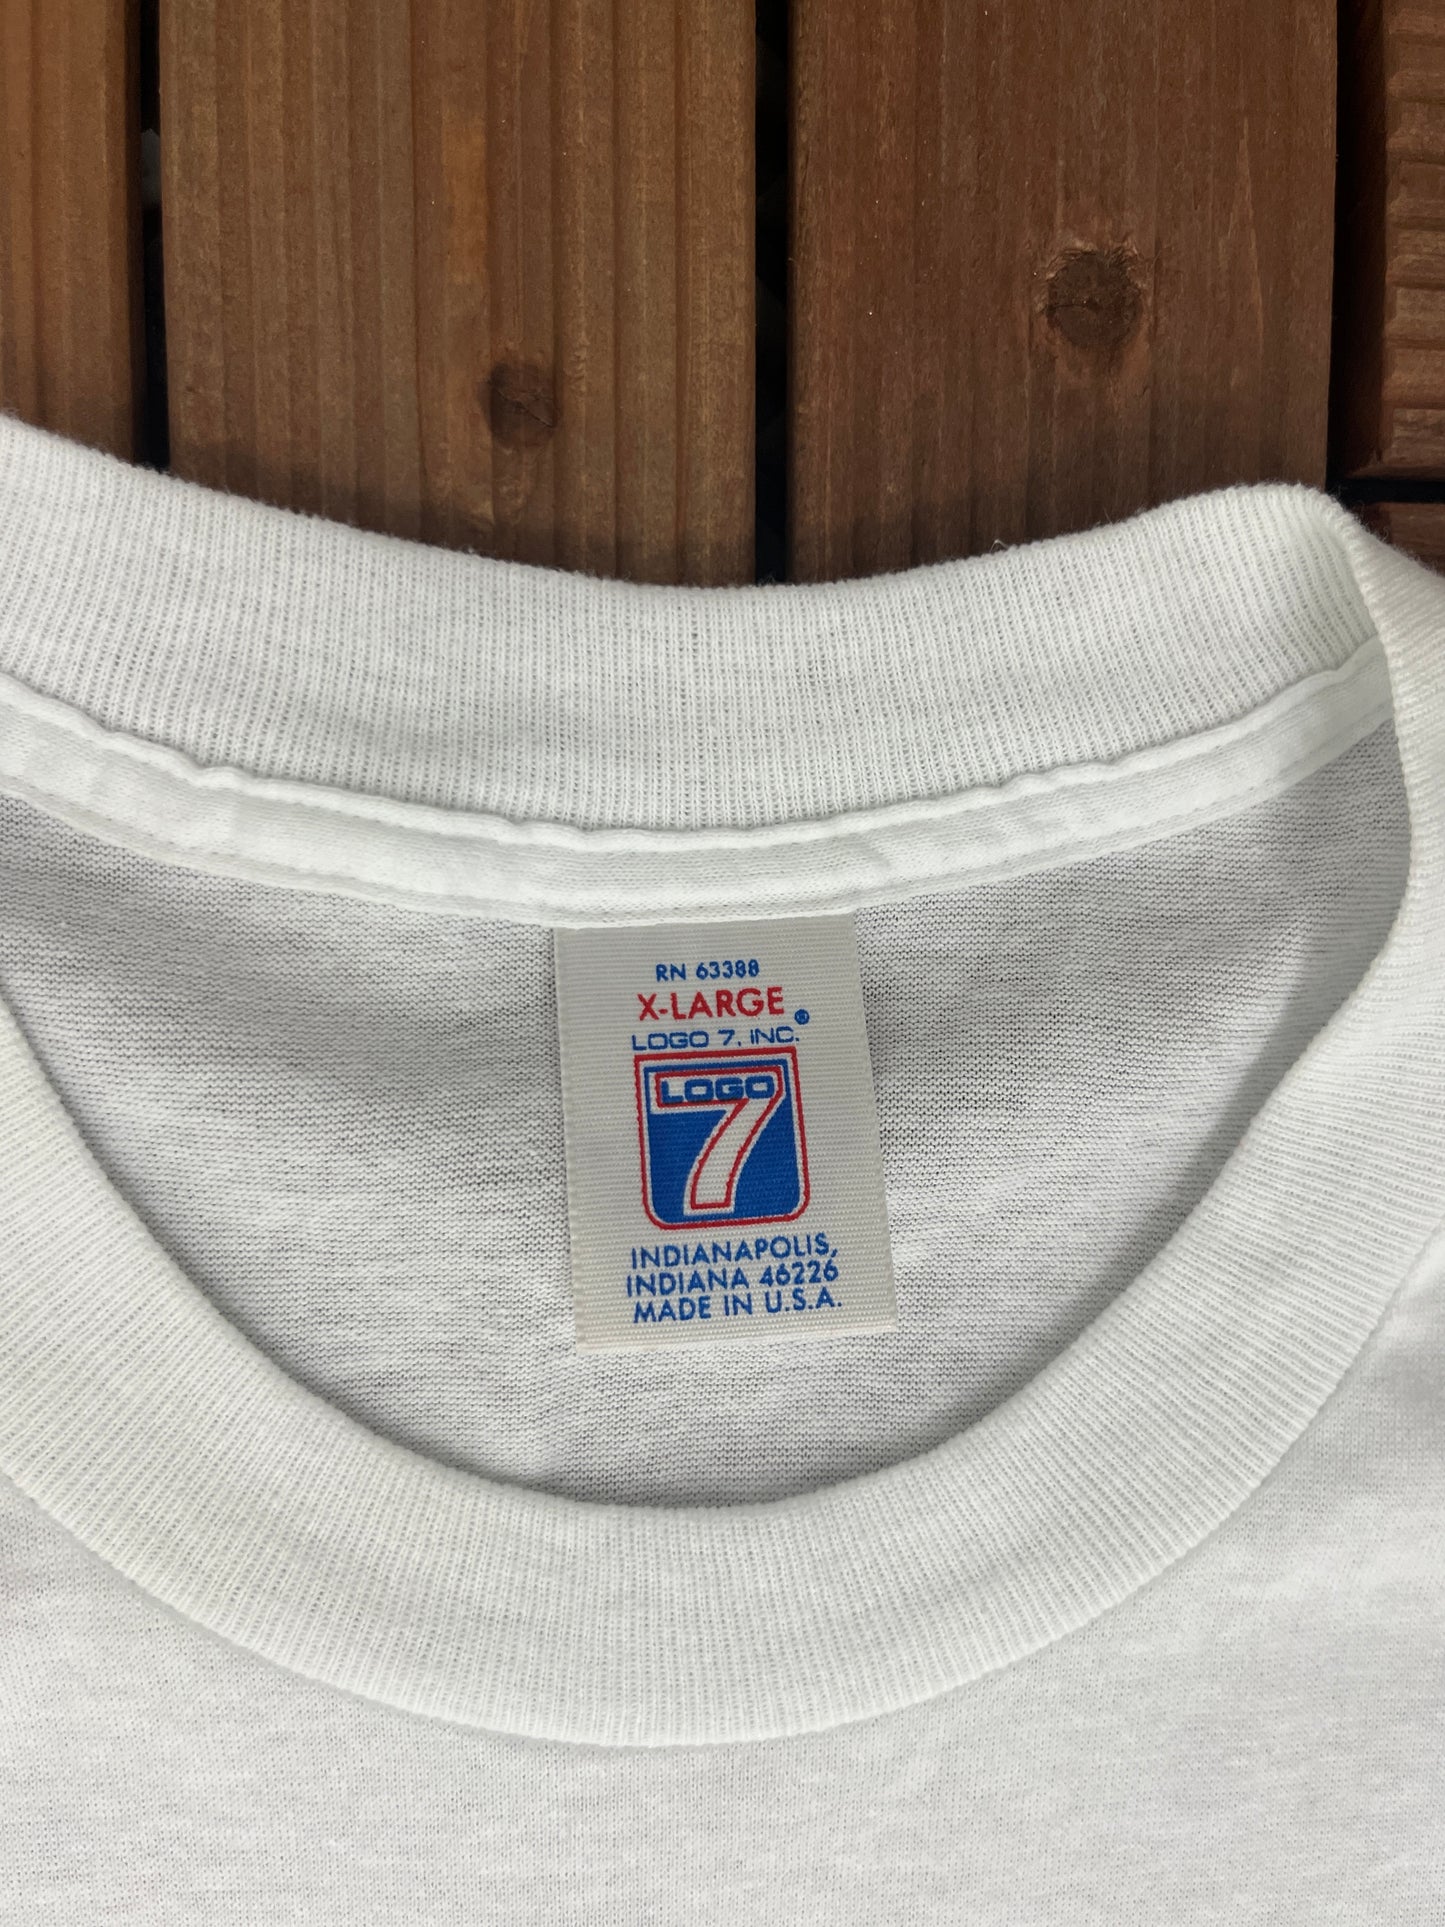 RN 63388
X-LARGE
LOGO 7, INC.®
LOGO
7
INDIANAPOLIS,
INDIANA 46226
MADE IN U.S.A.